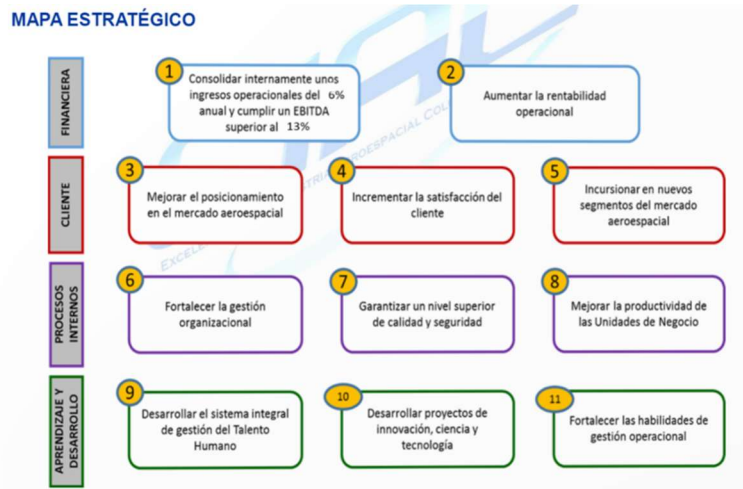 MAPA ESTRATÉGICO
FINANCIERA
1
Consolidar internamente unos
ingresos operacionales del 6%
anual y cumplir un EBITDA
superior al 13%
2
Aumentar la rentabilidad
operacional
CLIENTE
3
Mejorar el posicionamiento
en el mercado aeroespacial
4
Incrementar la satisfacción del
cliente
5
Incursionar en nuevos
segmentos del mercado
aeroespacial
PROCESOS
INTERNOS
6
Fortalecer la gestión
organizacional
7
Garantizar un nivel superior
de calidad y seguridad
8
Mejorar la productividad de
las Unidades de Negocio
APRENDIZAJE Y
DESARROLLO
9
Desarrollar el sistema integral
de gestión del Talento
Humano
10
Desarrollar proyectos de
innovación, ciencia y
tecnología
11
Fortalecer las habilidades de
gestión operacional